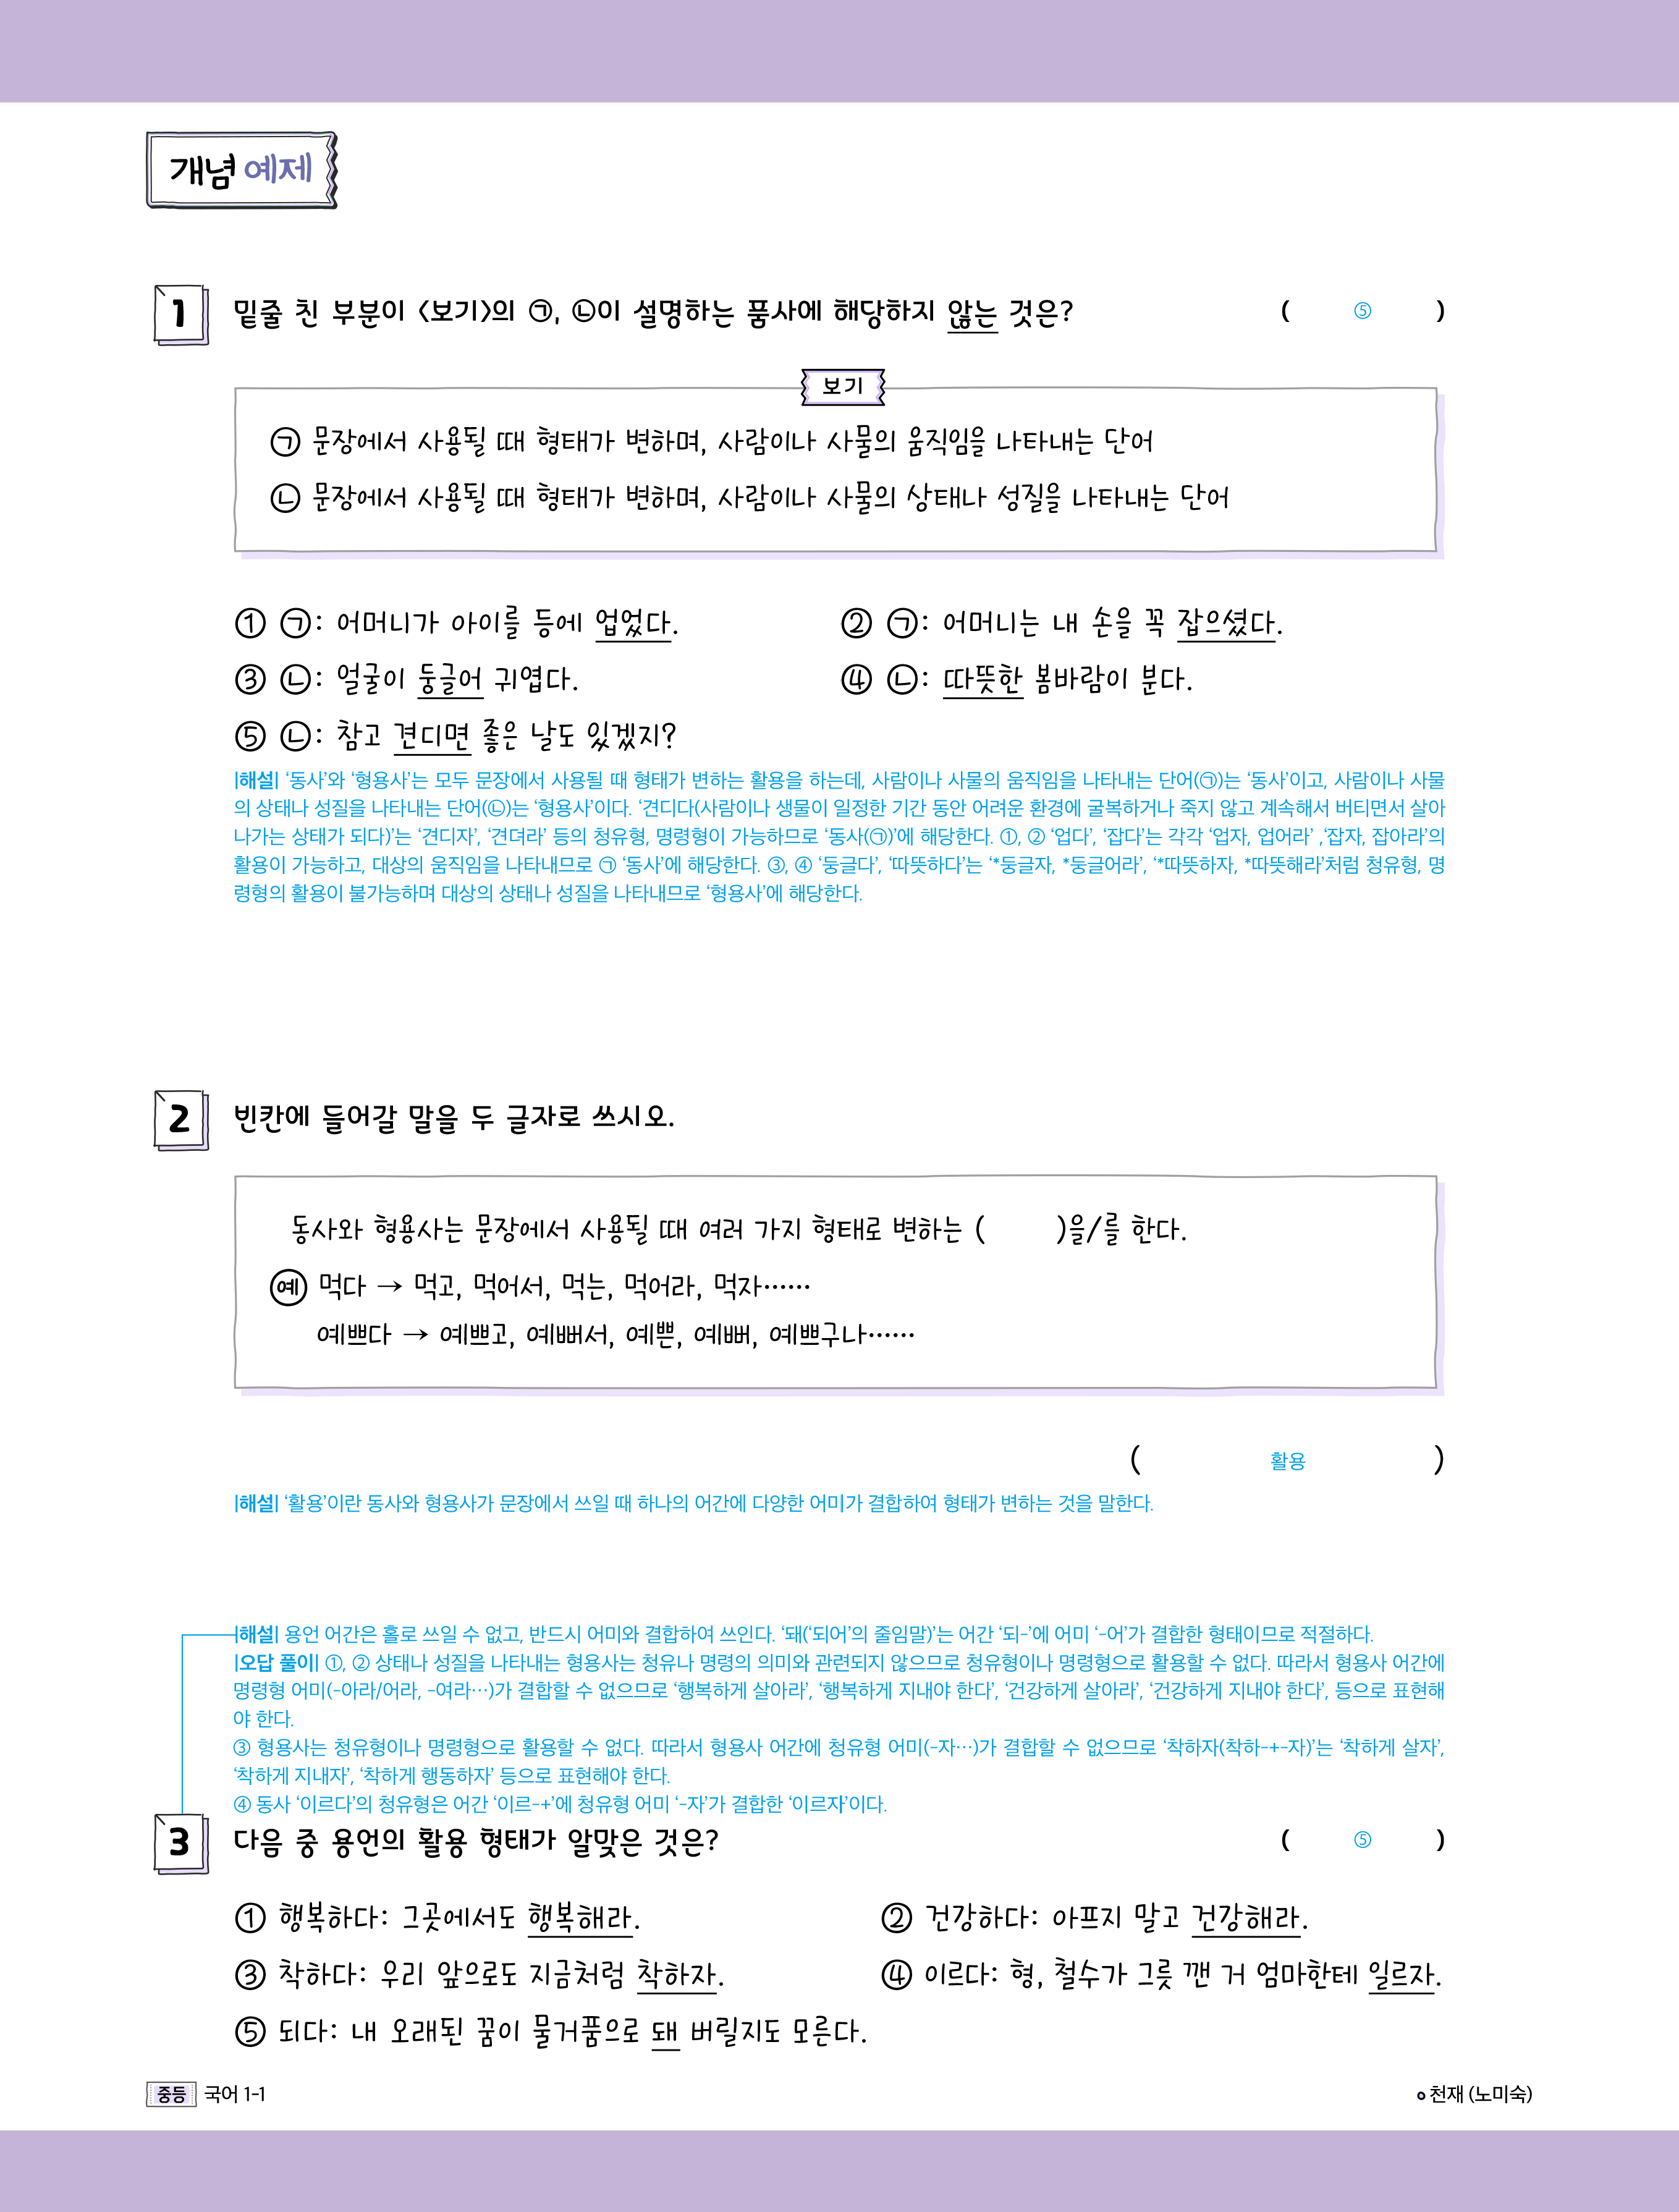 개념 예제
1 밑줄 친 부분이 <보기>의 ㉠, ㉡이 설명하는 품사에 해당하지 않는 것은? ( ⑤ )
보기
㉠ 문장에서 사용될 때 형태가 변하며, 사람이나 사물의 움직임을 나타내는 단어
㉡ 문장에서 사용될 때 형태가 변하며, 사람이나 사물의 상태나 성질을 나타내는 단어
① ㉠: 어머니가 아이를 등에 업었다. ② ㉠: 어머니는 내 손을 꼭 잡으셨다.
③ ㉡: 얼굴이 둥글어 귀엽다. ④ ㉡: 따뜻한 봄바람이 분다.
⑤ ㉡: 참고 견디면 좋은 날도 있겠지?
|해설| ‘동사’와 ‘형용사’는 모두 문장에서 사용될 때 형태가 변하는 활용을 하는데, 사람이나 사물의 움직임을 나타내는 단어(㉠)는 ‘동사’이고, 사람이나 사물
의 상태나 성질을 나타내는 단어(㉡)는 ‘형용사’이다. ‘견디다(사람이나 생물이 일정한 기간 동안 어려운 환경에 굴복하거나 죽지 않고 계속해서 버티면서 살아
나가는 상태가 되다)’는 ‘견디자’, ‘견뎌라’ 등의 청유형, 명령형이 가능하므로 ‘동사(㉠)’에 해당한다. ①, ② ‘업다’, ‘잡다’는 각각 ‘업자, 업어라’ ,‘잡자, 잡아라’의
활용이 가능하고, 대상의 움직임을 나타내므로 ㉠ ‘동사’에 해당한다. ③, ④ ‘둥글다’, ‘따뜻하다’는 ‘*둥글자, *둥글어라’, ‘*따뜻하자, *따뜻해라’처럼 청유형, 명
령형의 활용이 불가능하며 대상의 상태나 성질을 나타내므로 ‘형용사’에 해당한다.
2 빈칸에 들어갈 말을 두 글자로 쓰시오.
동사와 형용사는 문장에서 사용될 때 여러 가지 형태로 변하는 ( )을/를 한다.
예 먹다 → 먹고, 먹어서, 먹는, 먹어라, 먹자……
예쁘다 → 예쁘고, 예뻐서, 예쁜, 예뻐, 예쁘구나……
( 활용 )
|해설| ‘활용’이란 동사와 형용사가 문장에서 쓰일 때 하나의 어간에 다양한 어미가 결합하여 형태가 변하는 것을 말한다.
|해설| 용언 어간은 홀로 쓰일 수 없고, 반드시 어미와 결합하여 쓰인다. ‘돼(‘되어’의 줄임말)’는 어간 ‘되-’에 어미 ‘-어’가 결합한 형태이므로 적절하다.
|오답 풀이| ①, ② 상태나 성질을 나타내는 형용사는 청유나 명령의 의미와 관련되지 않으므로 청유형이나 명령형으로 활용할 수 없다. 따라서 형용사 어간에
명령형 어미(-아라/어라, -여라…)가 결합할 수 없으므로 ‘행복하게 살아라’, ‘행복하게 지내야 한다’, ‘건강하게 살아라’, ‘건강하게 지내야 한다’, 등으로 표현해
야 한다.
③ 형용사는 청유형이나 명령형으로 활용할 수 없다. 따라서 형용사 어간에 청유형 어미(-자…)가 결합할 수 없으므로 ‘착하자(착하-+-자)’는 ‘착하게 살자’,
‘착하게 지내자’, ‘착하게 행동하자’ 등으로 표현해야 한다.
④ 동사 ‘이르다’의 청유형은 어간 ‘이르-+’에 청유형 어미 ‘-자’가 결합한 ‘이르자’이다.
3 다음 중 용언의 활용 형태가 알맞은 것은? ( ⑤ )
① 행복하다: 그곳에서도 행복해라. ② 건강하다: 아프지 말고 건강해라.
③ 착하다: 우리 앞으로도 지금처럼 착하자. ④ 이르다: 형, 철수가 그릇 깬 거 엄마한테 일르자.
⑤ 되다: 내 오래된 꿈이 물거품으로 돼 버릴지도 모른다.
중등 국어 1-1 천재 (노미숙)